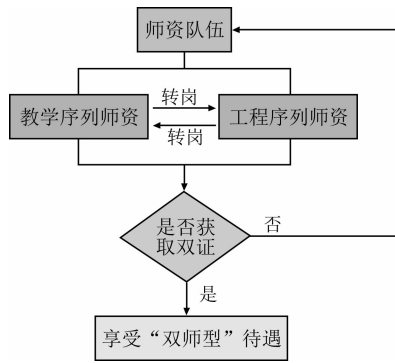 师资队伍
教学序列师资
转岗
转岗
工程序列师资
是否获
取双证
否
是
享受“双师型”待遇